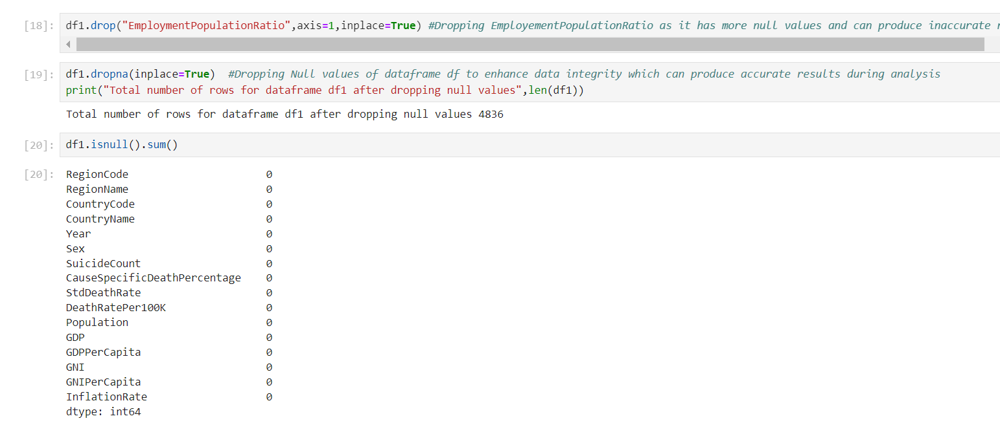 [18]: df1.drop("EmploymentPopulationRatio",axis=1,inplace=True) #Dropping EmployementPopulationRatio as it has more null values and can produce inaccurate
[19]: df1.dropna(inplace=True)  #Dropping Null values of dataframe df to enhance data integrity which can produce accurate results during analysis
print("Total number of rows for dataframe df1 after dropping null values",len(df1))
Total number of rows for dataframe df1 after dropping null values 4836
[20]: df1.isnull().sum()
[20]: RegionCode 0
RegionName 0
CountryCode 0
CountryName 0
Year 0
Sex 0
SuicideCount 0
CauseSpecificDeathPercentage 0
StdDeathRate 0
DeathRatePer100K 0
Population 0
GDP 0
GDPPerCapita 0
GNI 0
GNIPerCapita 0
InflationRate 0
dtype: int64